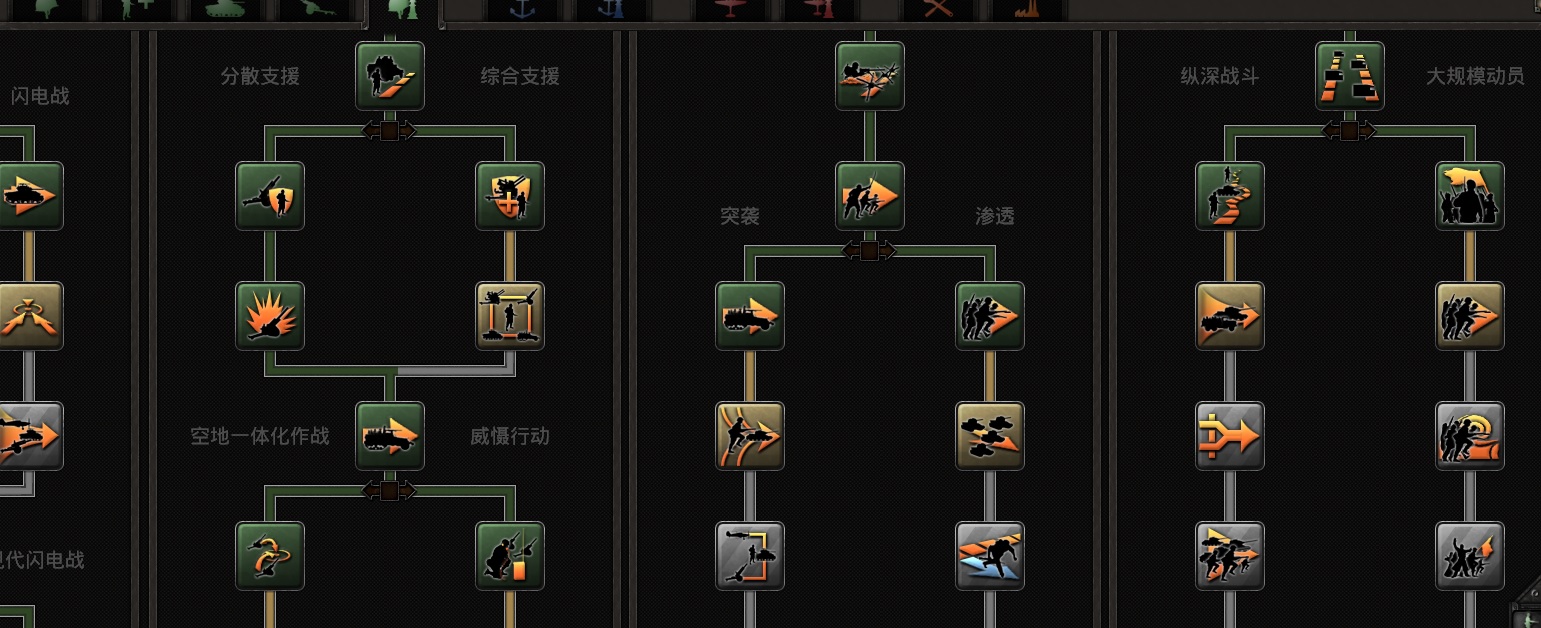 分散支援
综合支援
纵深战斗
大规模动员
闪电战
突袭
渗透
空地一体化作战
威慑行动
代闪电战